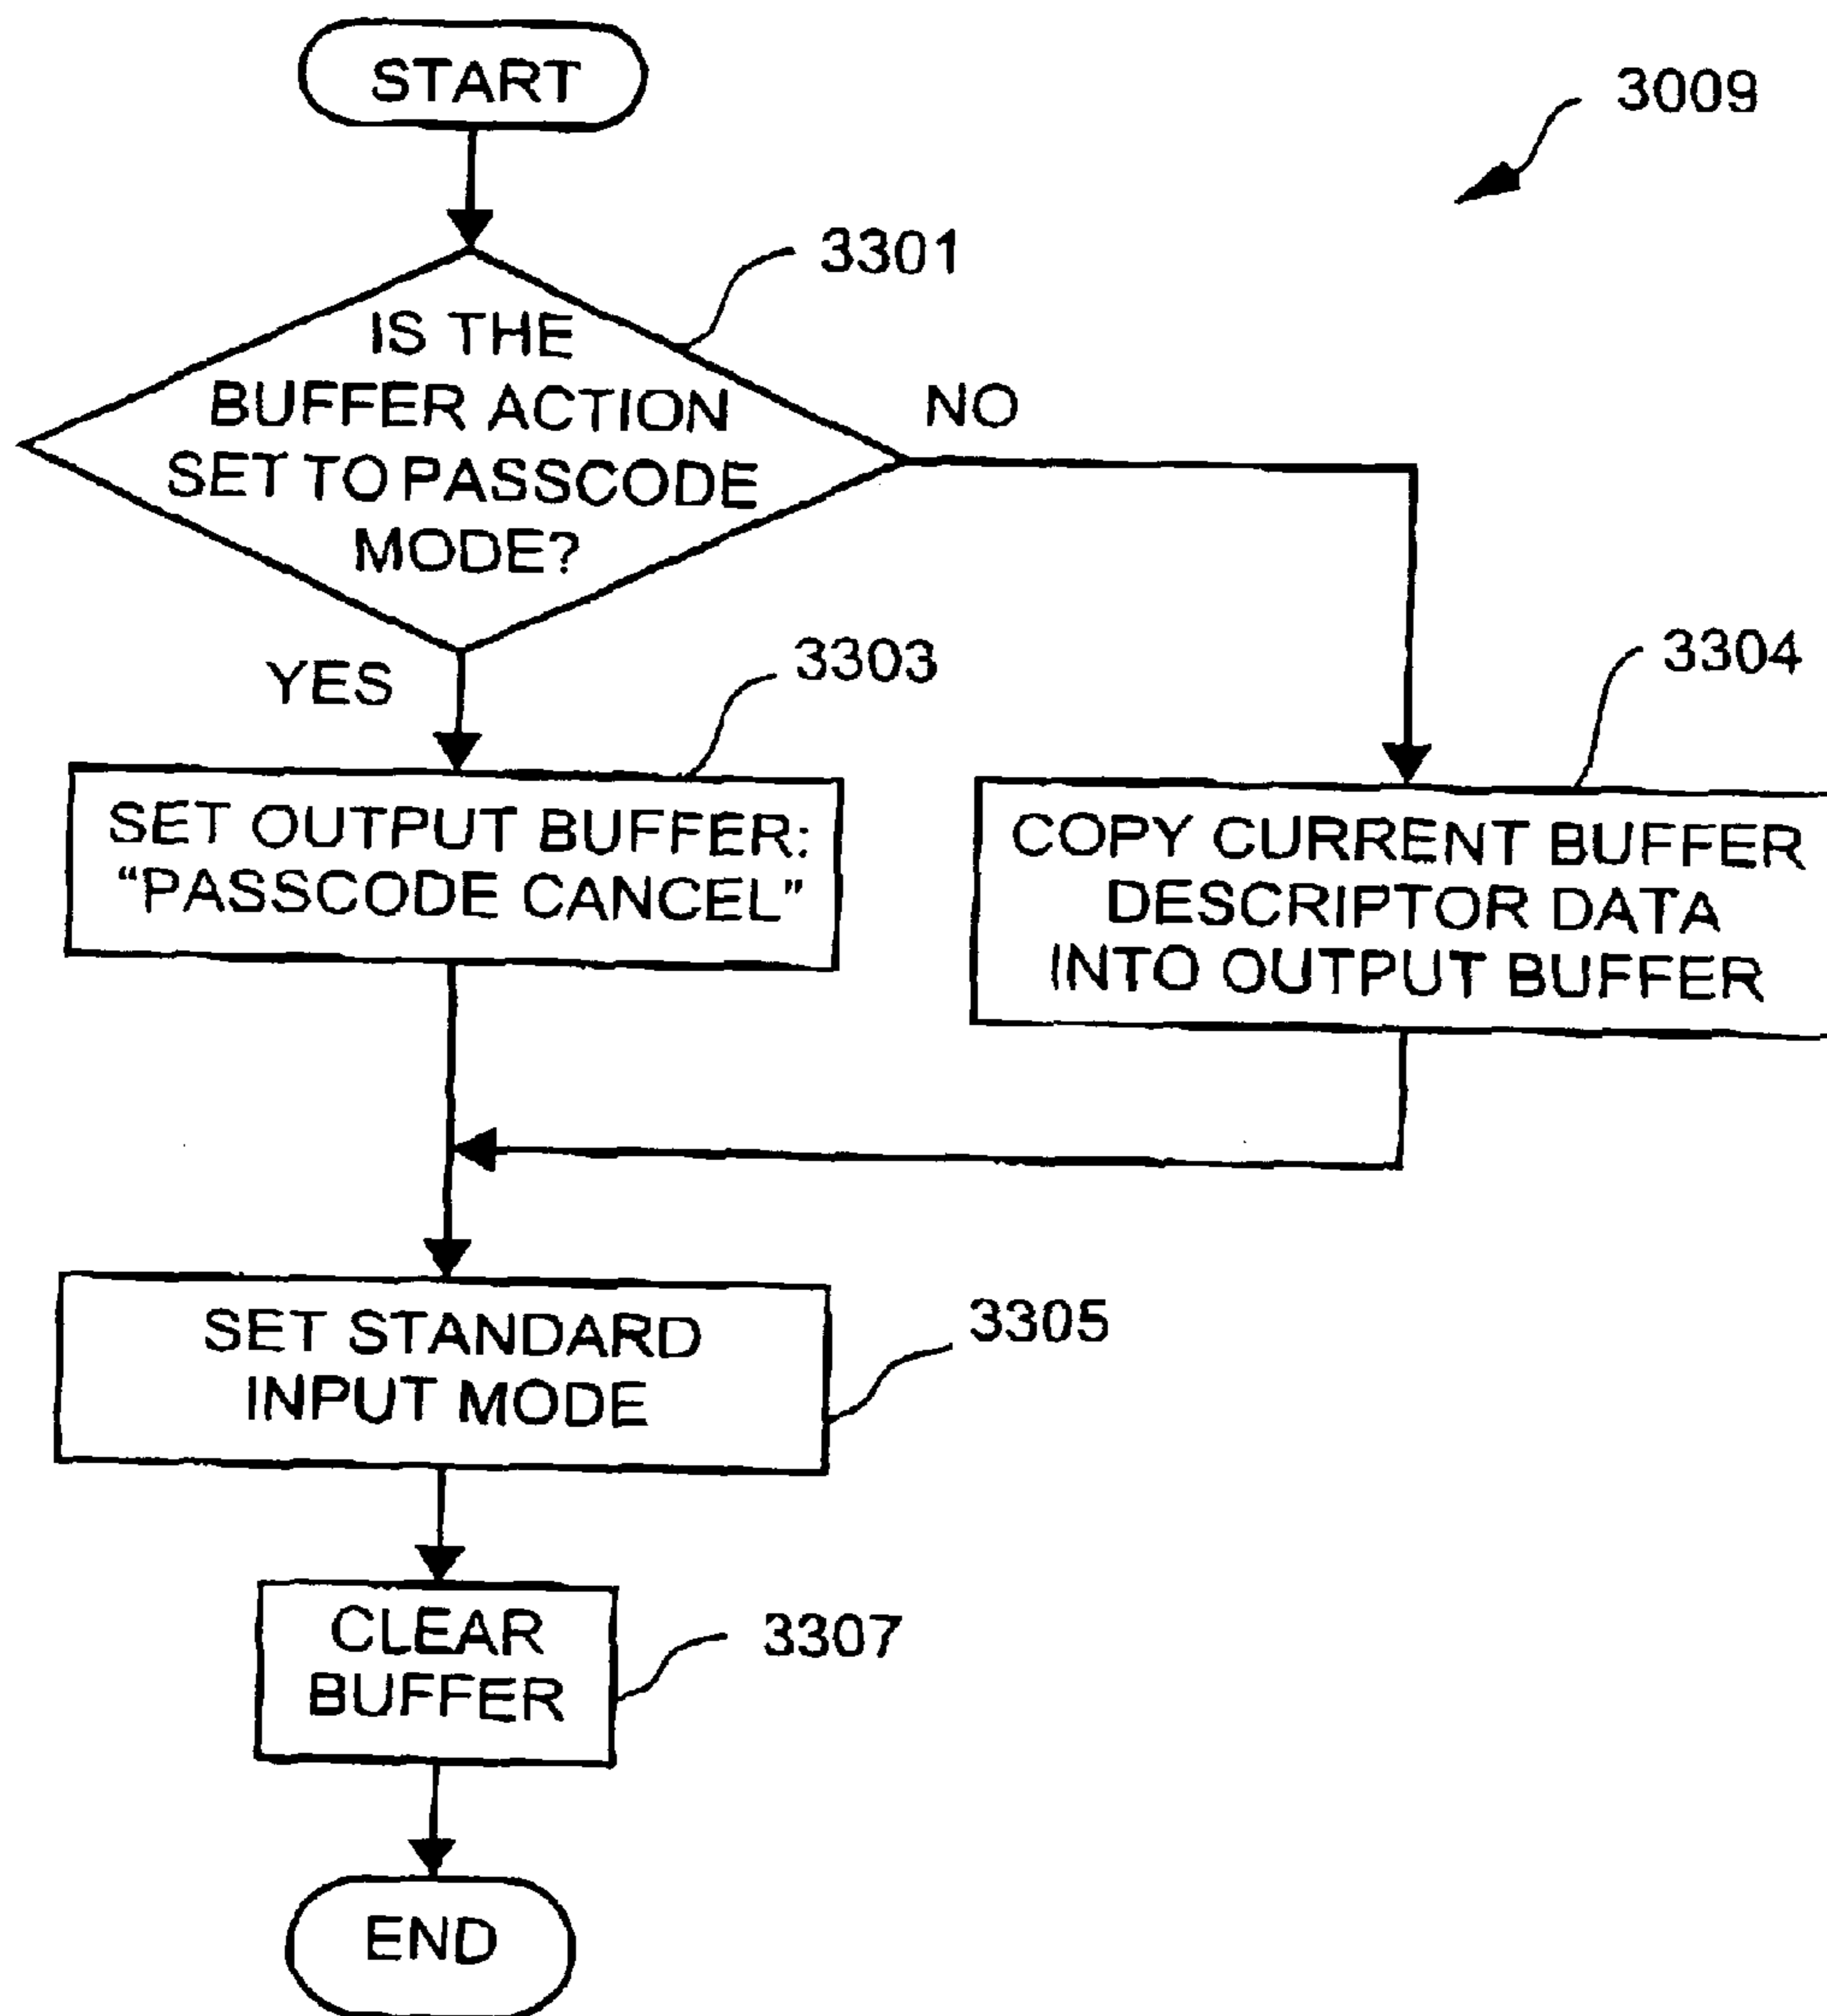 START
3009
3301
IS THE
BUFFER ACTION
SET TO PASSCODE
MODE?
NO
YES
3303
3304
SET OUTPUT BUFFER:
“PASSCODE CANCEL”
COPY CURRENT BUFFER
DESCRIPTOR DATA
INTO OUTPUT BUFFER
SET STANDARD
INPUT MODE
3305
CLEAR
BUFFER
3307
END